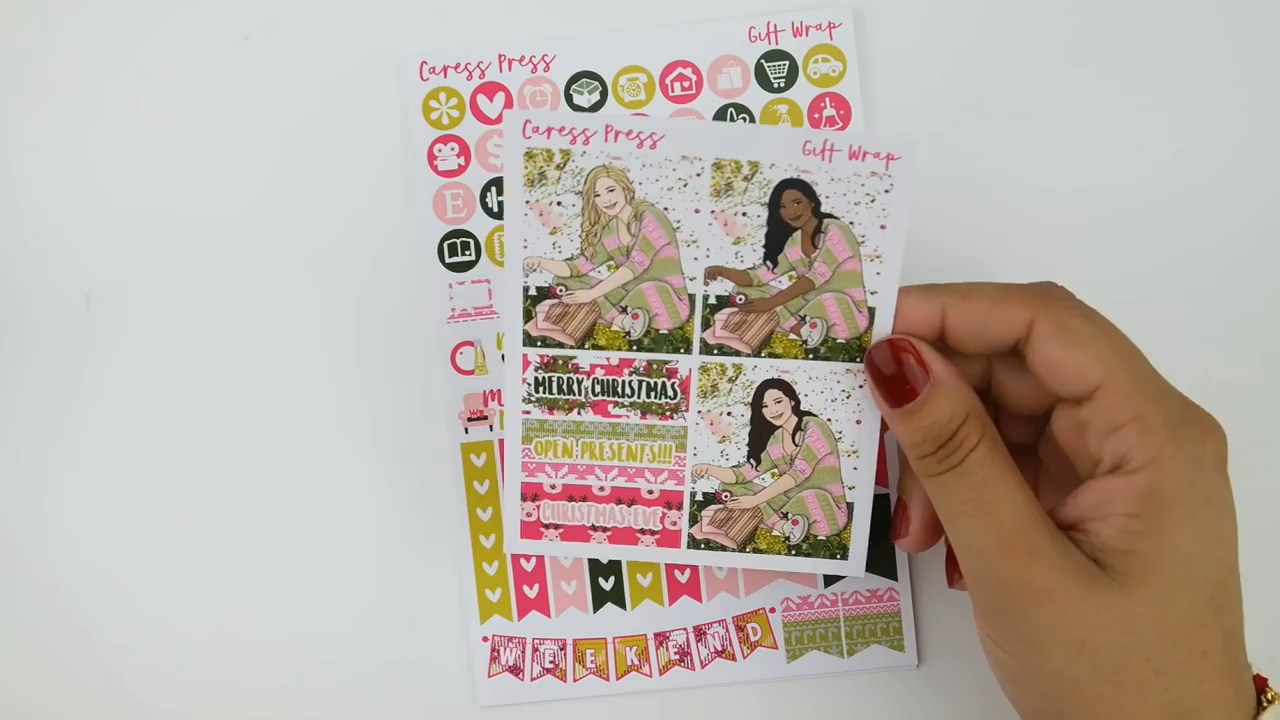 Caress Press
Gift Wrap
Caress Press
Gift Wrap
E
MERRY CHRISTMAS
OPEN PRESENTS!!!
CHRISTMAS EVE
WEEKEND